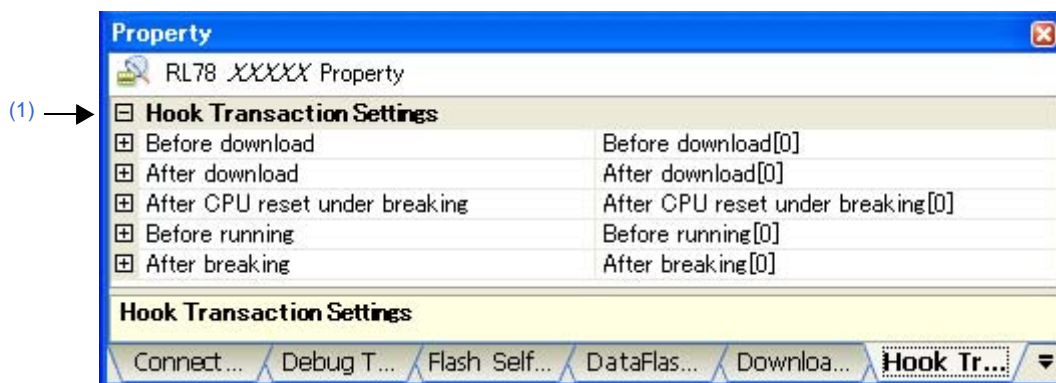 Property
RL78 XXXXX Property
(1)
Hook Transaction Settings
Before download Before download[0]
After download After download[0]
After CPU reset under breaking After CPU reset under breaking[0]
Before running Before running[0]
After breaking After breaking[0]
Hook Transaction Settings
Connect... Debug T... Flash Self... DataFlas... Downloa... Hook Tr...